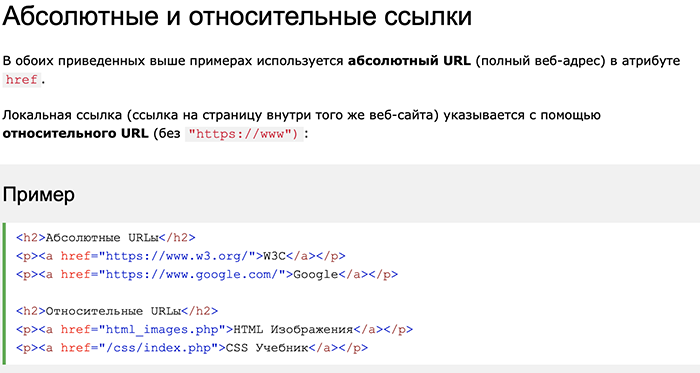 Абсолютные и относительные ссылки
В обоих приведенных выше примерах используется абсолютный URL (полный веб-адрес) в атрибуте
href.
Локальная ссылка (ссылка на страницу внутри того же веб-сайта) указывается с помощью
относительного URL (без "https://www"):
Пример
<h2>Абсолютные URLы</h2>
<p><a href="https://www.w3.org/">W3C</a></p>
<p><a href="https://www.google.com/">Google</a></p>
<h2>Относительные URLы</h2>
<p><a href="html_images.php">HTML Изображения</a></p>
<p><a href="/css/index.php">CSS Учебник</a></p>